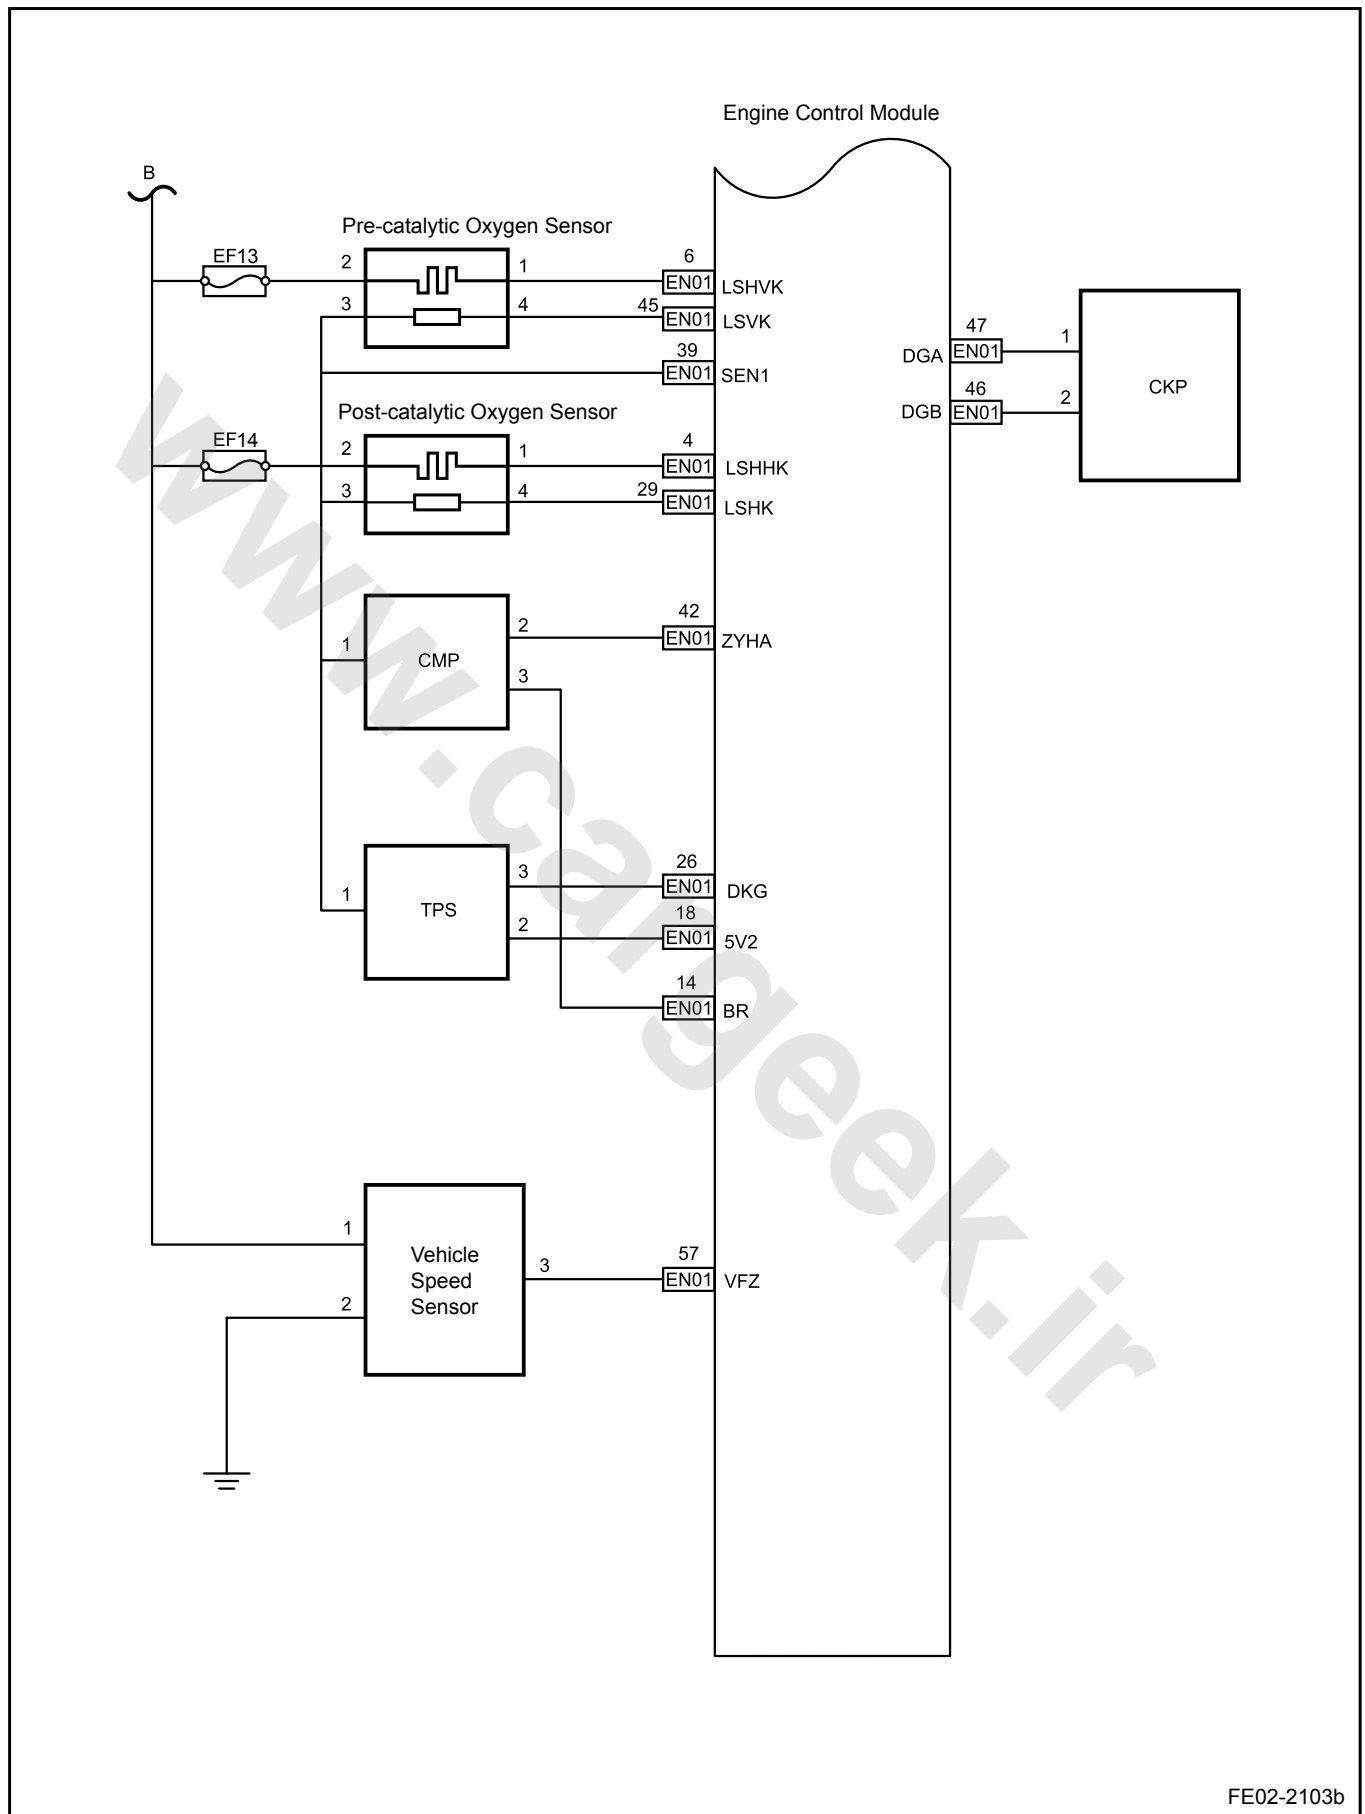 Engine Control Module
B
Pre-catalytic Oxygen Sensor
EF13
2
1
6
EN01
LSHVK
3
4
45
EN01
LSVK
39
EN01
SEN1
47
DGA
EN01
1
CKP
46
DGB
EN01
2
Post-catalytic Oxygen Sensor
EF14
2
1
4
EN01
LSHHK
3
4
29
EN01
LSHK
1
CMP
2
42
EN01
ZYHA
3
1
TPS
3
26
EN01
DKG
2
18
EN01
5V2
14
EN01
BR
1
Vehicle
Speed
Sensor
2
3
57
EN01
VFZ
www.cargeek.ir
FE02-2103b